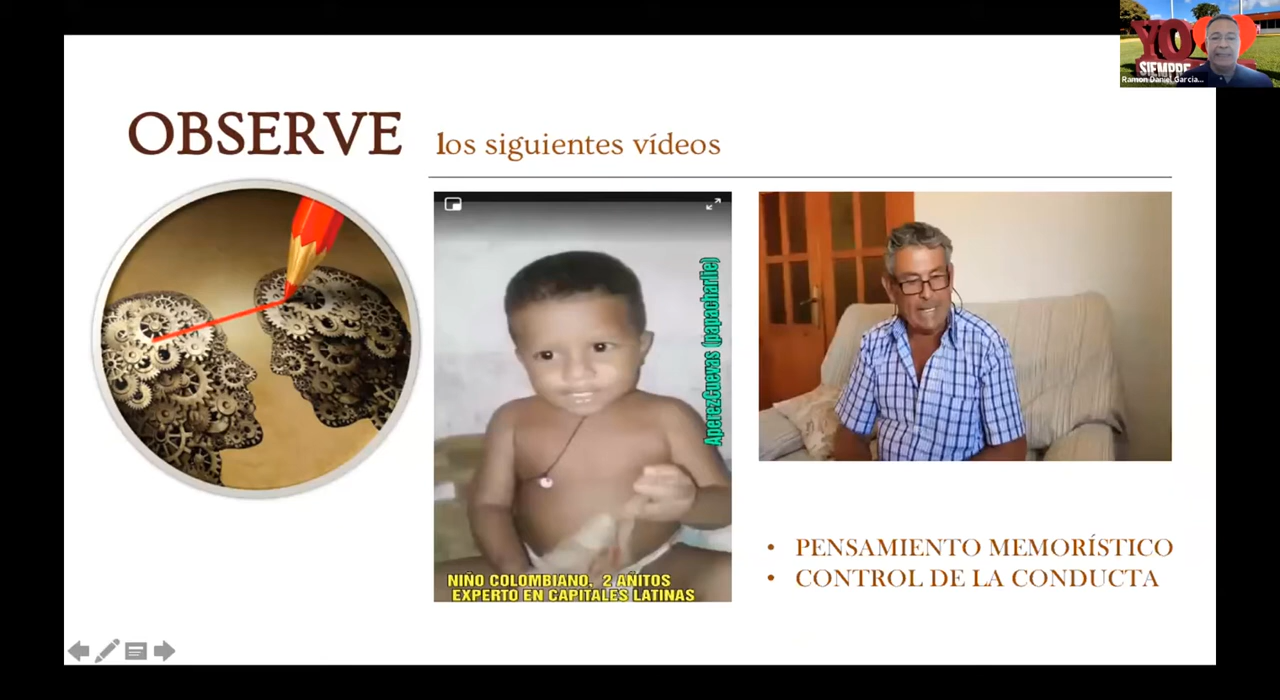 YO
SIEMPRE
Ramon Daniel Garcia...
OBSERVE los siguientes vídeos
AperezCuevas (papacharlie)
NIÑO COLOMBIANO, 2 AÑITOS
EXPERTO EN CAPITALES LATINAS
• PENSAMIENTO MEMORÍSTICO
• CONTROL DE LA CONDUCTA